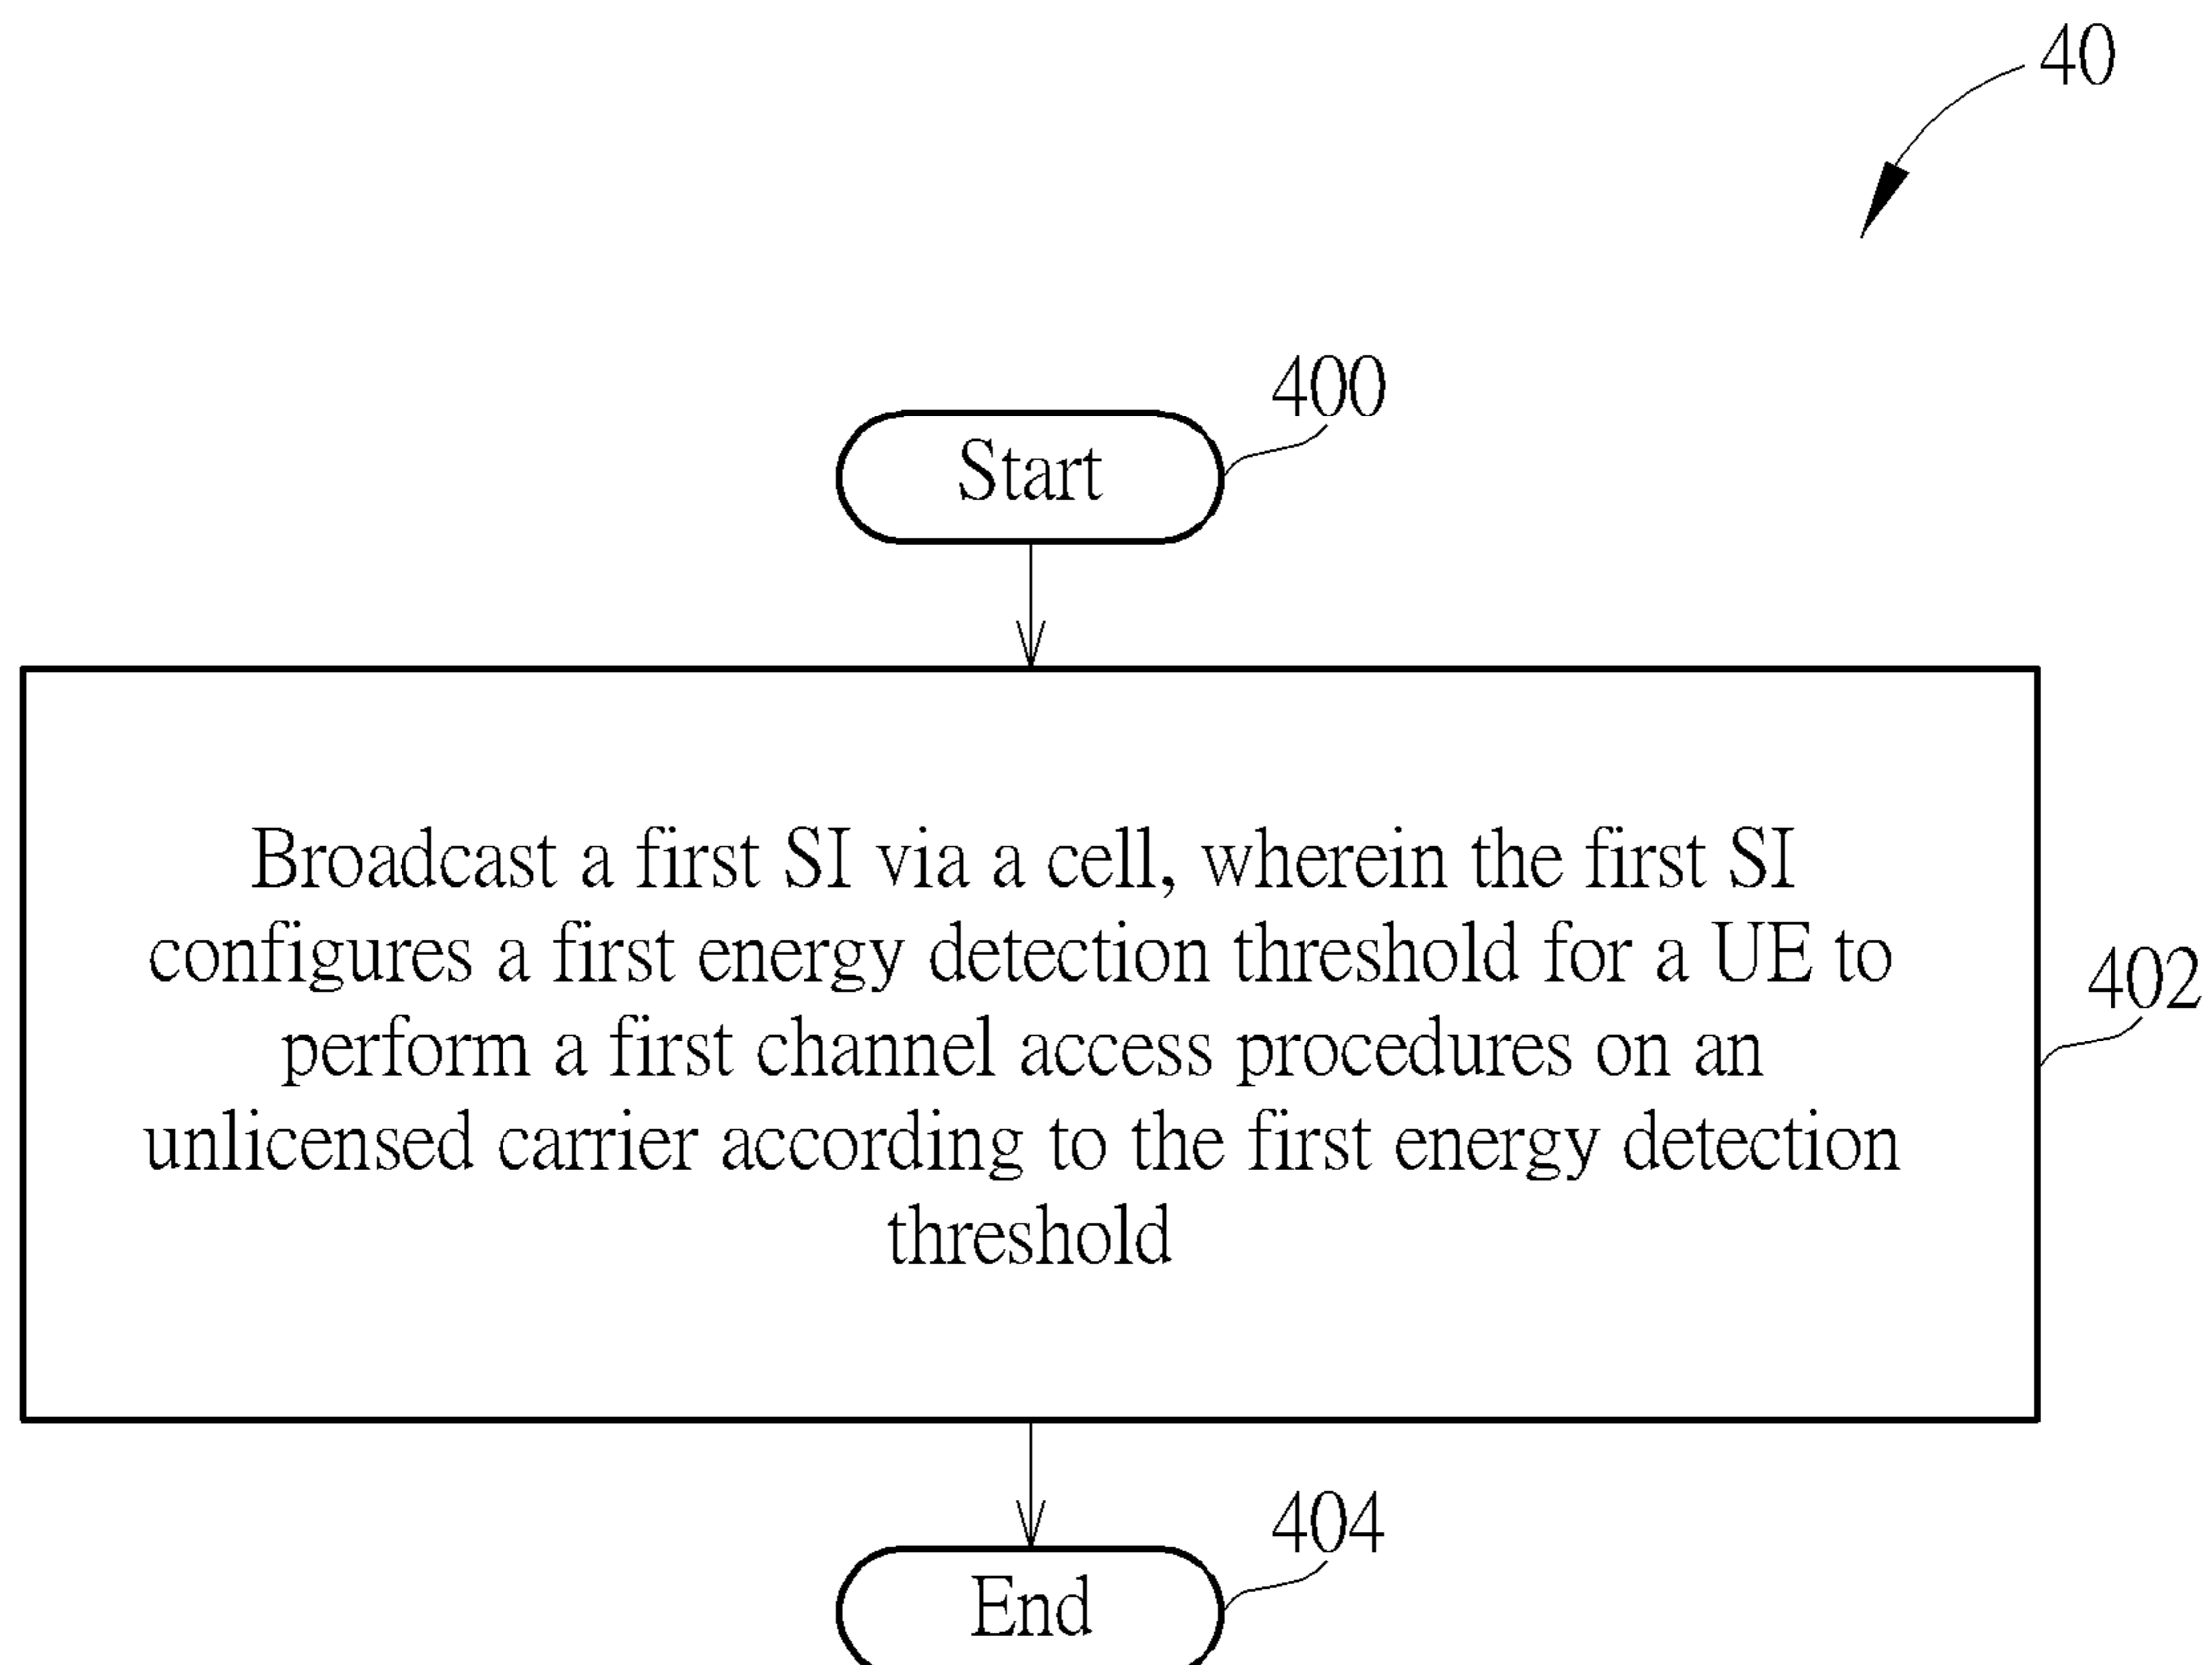 40
400
Start
Broadcast a first SI via a cell, wherein the first SI
configures a first energy detection threshold for a UE to
perform a first channel access procedures on an
unlicensed carrier according to the first energy detection
threshold
402
404
End